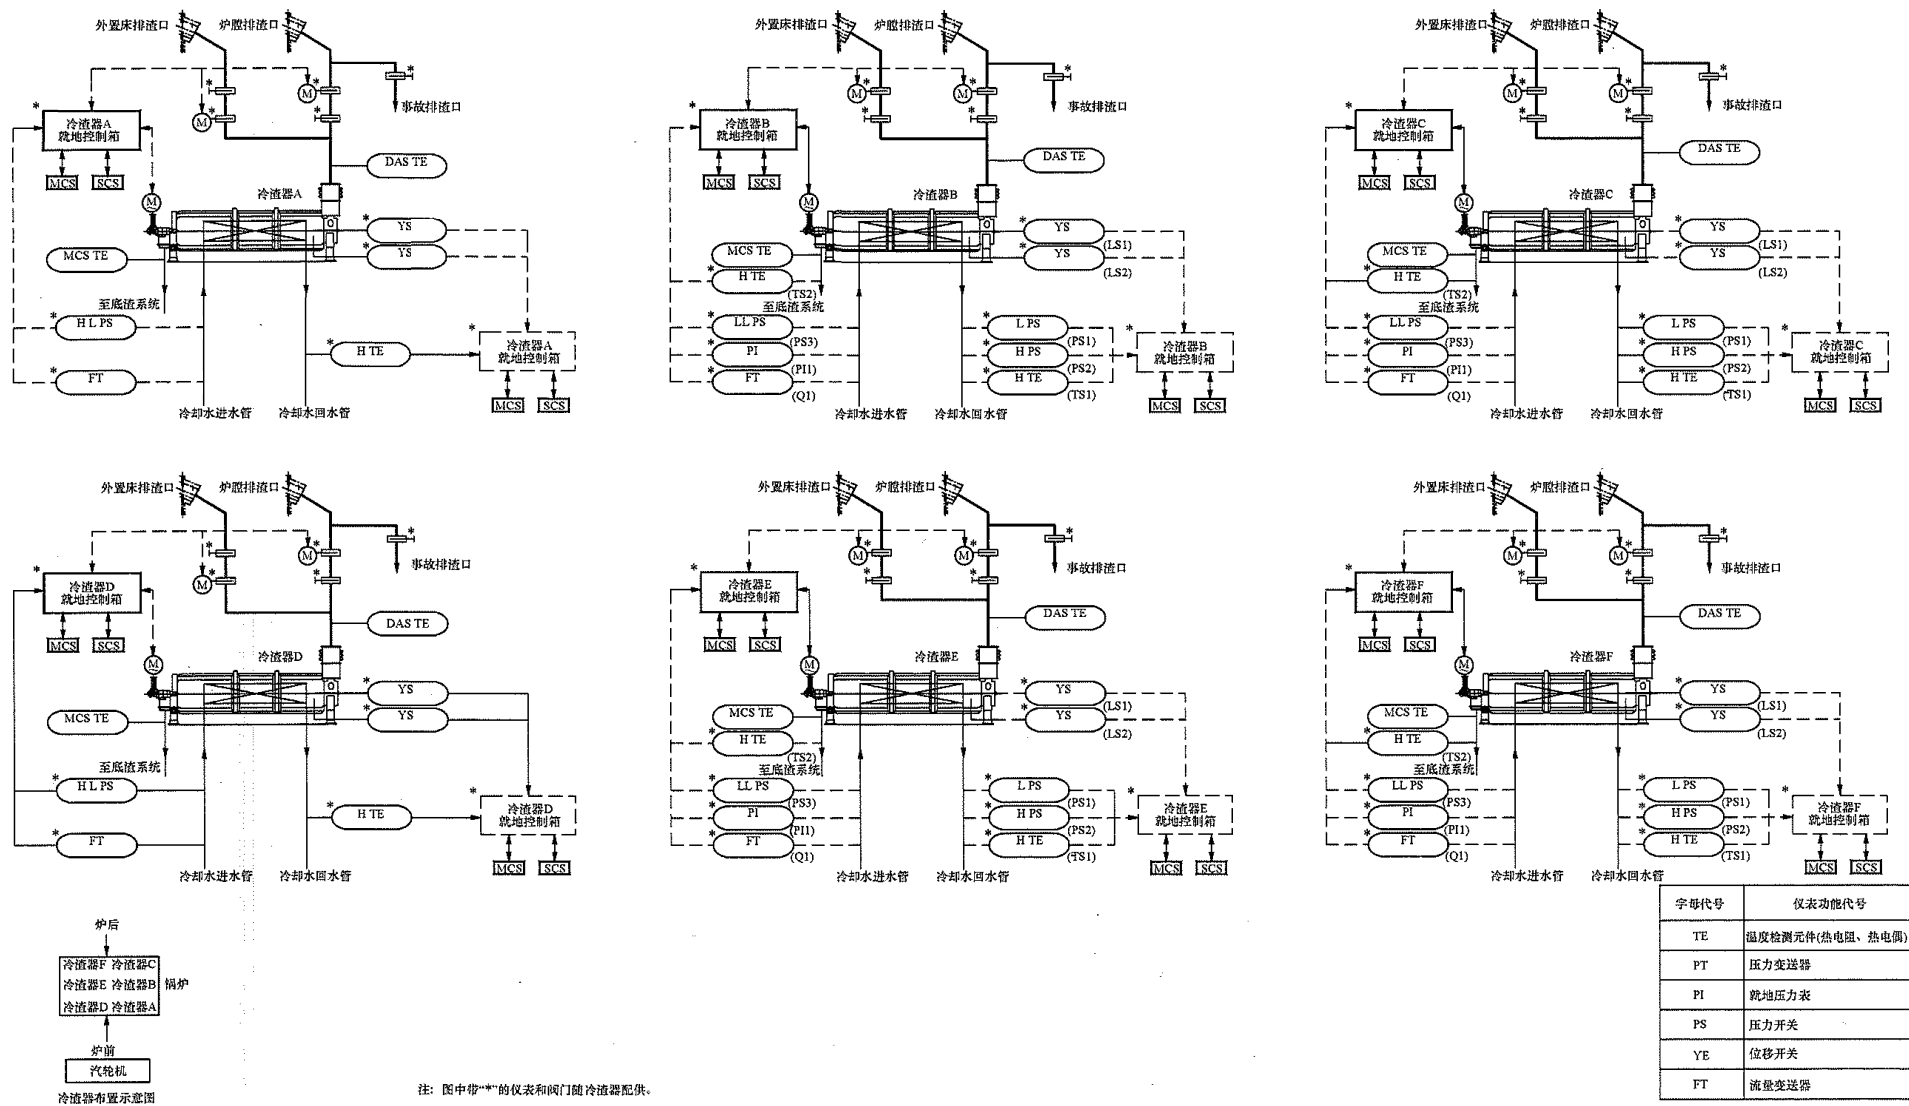 外置床排渣口
炉膛排渣口
*
*
*
*
*
*
M
M
事故排渣口
冷渣器A
就地控制箱
MCS
SCS
DAS TE
M
冷渣器A
* YS
* YS
MCS TE
至底渣系统
* H L PS
* FT
* H TE
*
冷渣器A
就地控制箱
MCS
SCS
冷却水进水管
冷却水回水管
外置床排渣口
炉膛排渣口
*
*
*
*
*
*
M
M
事故排渣口
冷渣器B
就地控制箱
MCS
SCS
DAS TE
M
冷渣器B
* YS
(LS1)
* YS
(LS2)
MCS TE
* H TE
(TS2)
至底渣系统
* LL PS
(PS3)
* PI
(PI1)
* FT
(Q1)
* L PS
(PS1)
* H PS
(PS2)
* H TE
(TS1)
*
冷渣器B
就地控制箱
MCS
SCS
冷却水进水管
冷却水回水管
外置床排渣口
炉膛排渣口
*
*
*
*
*
*
M
M
事故排渣口
冷渣器C
就地控制箱
MCS
SCS
DAS TE
M
冷渣器C
* YS
(LS1)
* YS
(LS2)
MCS TE
* H TE
(TS2)
至底渣系统
* LL PS
(PS3)
* PI
(PI1)
* FT
(Q1)
* L PS
(PS1)
* H PS
(PS2)
* H TE
(TS1)
*
冷渣器C
就地控制箱
MCS
SCS
冷却水进水管
冷却水回水管
外置床排渣口
炉膛排渣口
*
*
*
*
*
*
M
M
事故排渣口
冷渣器D
就地控制箱
MCS
SCS
DAS TE
M
冷渣器D
* YS
* YS
MCS TE
至底渣系统
* H L PS
* FT
* H TE
*
冷渣器D
就地控制箱
MCS
SCS
冷却水进水管
冷却水回水管
外置床排渣口
炉膛排渣口
*
*
*
*
*
*
M
M
事故排渣口
冷渣器E
就地控制箱
MCS
SCS
DAS TE
M
冷渣器E
* YS
(LS1)
* YS
(LS2)
MCS TE
* H TE
(TS2)
至底渣系统
* LL PS
(PS3)
* PI
(PI1)
* FT
(Q1)
* L PS
(PS1)
* H PS
(PS2)
* H TE
(TS1)
*
冷渣器E
就地控制箱
MCS
SCS
冷却水进水管
冷却水回水管
外置床排渣口
炉膛排渣口
*
*
*
*
*
*
M
M
事故排渣口
冷渣器F
就地控制箱
MCS
SCS
DAS TE
M
冷渣器F
* YS
(LS1)
* YS
(LS2)
MCS TE
* H TE
(TS2)
至底渣系统
* LL PS
(PS3)
* PI
(PI1)
* FT
(Q1)
* L PS
(PS1)
* H PS
(PS2)
* H TE
(TS1)
*
冷渣器F
就地控制箱
MCS
SCS
冷却水进水管
冷却水回水管
炉后
冷渣器F 冷渣器C
冷渣器E 冷渣器B 锅炉
冷渣器D 冷渣器A
炉前
汽轮机
冷渣器布置示意图
注: 图中带“*”的仪表和阀门随冷渣器配供。
字母代号 仪表功能代号
TE 温度检测元件(热电阻、热电偶)
PT 压力变送器
PI 就地压力表
PS 压力开关
YE 位移开关
FT 流量变送器